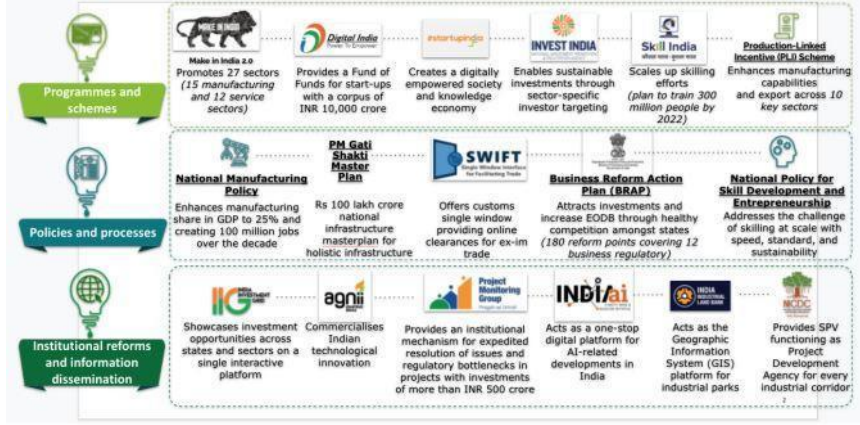 MAKE IN INDIA
Digital India
Power To Empower
#startupindia
INVEST INDIA
Skill India
Production-Linked
Incentive (PLI) Scheme
Make in India 2.0
Promotes 27 sectors
(15 manufacturing
and 12 service
sectors)
Provides a Fund of
Funds for start-ups
with a corpus of
INR 10,000 crore
Creates a digitally
empowered society
and knowledge
economy
Enables sustainable
investments through
sector-specific
investor targeting
Scales up skilling
efforts
(plan to train 300
million people by
2022)
Enhances manufacturing
capabilities
and export across 10
key sectors
Programmes and
schemes
National Manufacturing
Policy
Enhances manufacturing
share in GDP to 25% and
creating 100 million jobs
over the decade
PM Gati
Shakti
Master
Plan
Rs 100 lakh crore
national
infrastructure
masterplan for
holistic infrastructure
SWIFT
Single Window Interface
for Facilitating Trade
Offers customs
single window
providing online
clearances for ex-im
trade
Business Reform Action
Plan (BRAP)
Attracts investments and
increase EODB through healthy
competition amongst states
(180 reform points covering 12
business regulatory)
National Policy for
Skill Development and
Entrepreneurship
Addresses the challenge
of skilling at scale with
speed, standard, and
sustainability
Policies and processes
IIG
INDIA
INVESTMENT
GRID
Showcases investment
opportunities across
states and sectors on a
single interactive
platform
agnii
Commercialises
Indian
technological
innovation
Project
Monitoring
Group
Provides an institutional
mechanism for expedited
resolution of issues and
regulatory bottlenecks in
projects with investments
of more than INR 500 crore
INDIAai
Acts as a one-stop
digital platform for
AI-related
developments in
India
INDIA
INDUSTRIAL
LAND BANK
Acts as the
Geographic
Information
System (GIS)
platform for
industrial parks
NICDC
Provides SPV
functioning as
Project
Development
Agency for every
industrial corridor
2
Institutional reforms
and information
dissemination